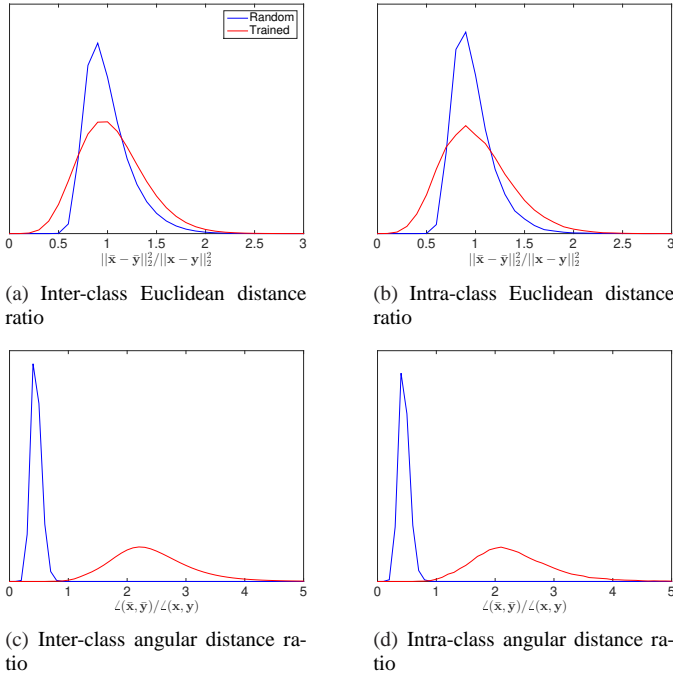 Random
Trained
0 0.5 1 1.5 2 2.5 3
||x̄ − ȳ||₂²/||x − y||₂²
(a) Inter-class Euclidean distance
ratio
0 0.5 1 1.5 2 2.5 3
||x̄ − ȳ||₂²/||x − y||₂²
(b) Intra-class Euclidean distance
ratio
0 1 2 3 4 5
∠(x̄, ȳ)/∠(x, y)
(c) Inter-class angular distance ra-
tio
0 1 2 3 4 5
∠(x̄, ȳ)/∠(x, y)
(d) Intra-class angular distance ra-
tio